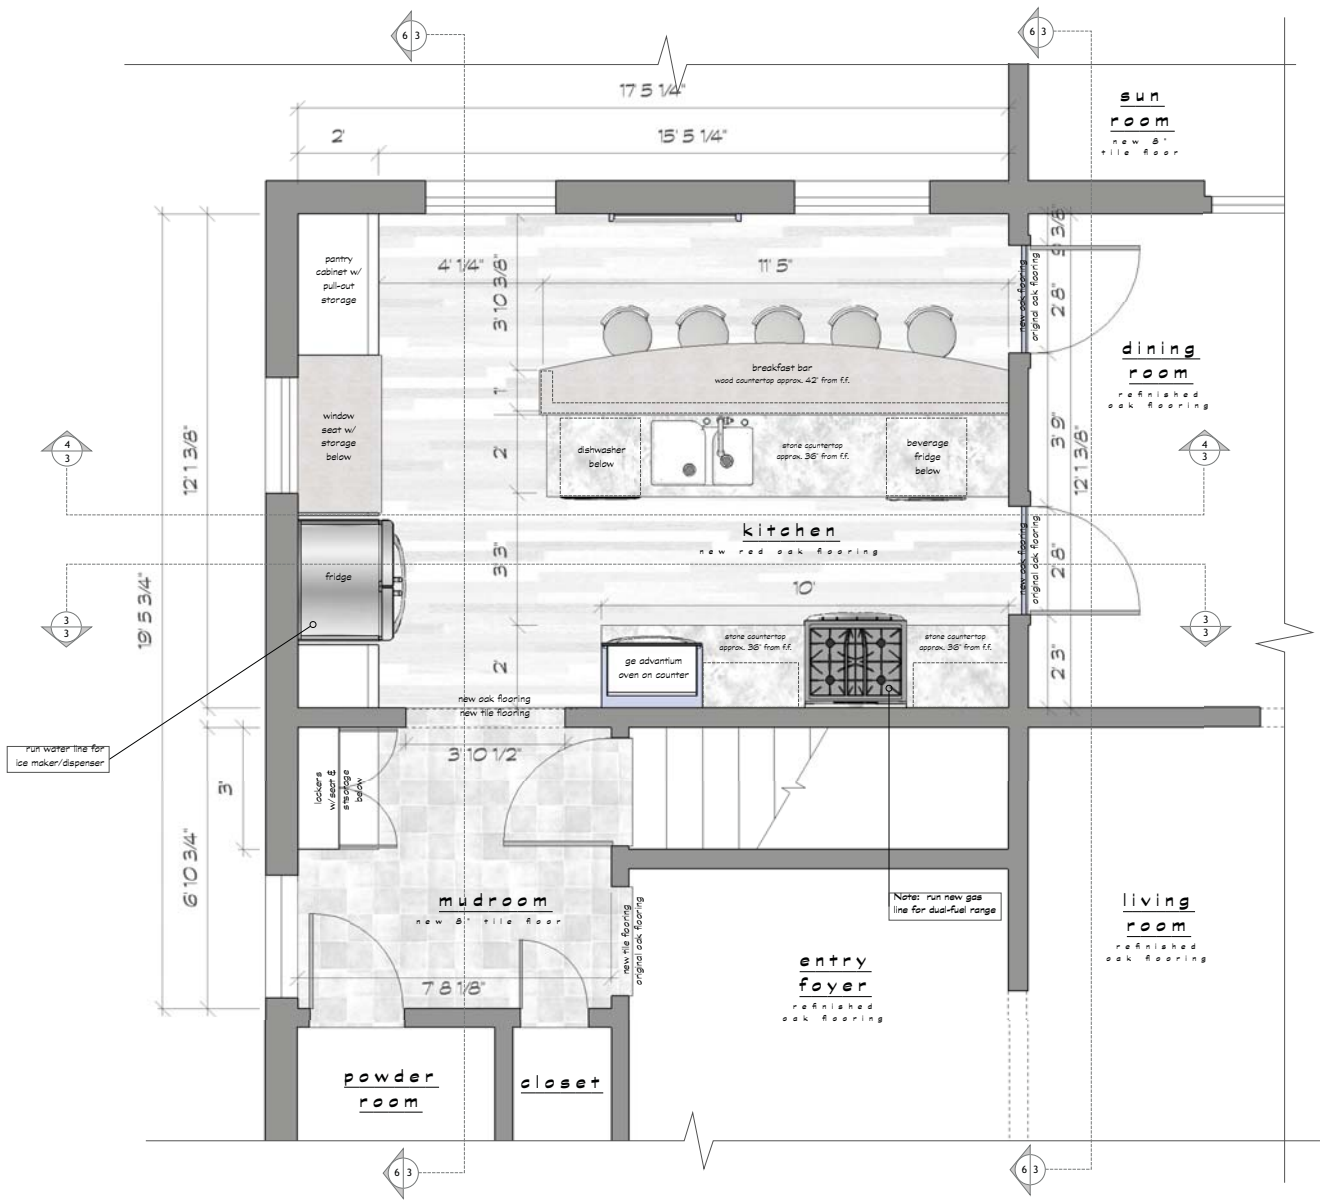 6 3
6 3
17' 5 1/4"
2'
15' 5 1/4"
sun
room
new 8"
tile floor
pantry
cabinet w/
pull-out
storage
4' 1/4"
3' 10 3/8"
11' 5"
3/8"
new oak flooring
original oak flooring
2'8"
dining
room
refinished
oak flooring
breakfast bar
wood countertop approx. 42" from f.f.
1'
window
seat w/
storage
below
dishwasher
below
stone countertop
approx. 36" from f.f.
beverage
fridge
below
2'
3'9"
12' 1 3/8"
12' 1 3/8"
4
3
4
3
kitchen
new red oak flooring
fridge
3'3"
10'
new oak flooring
original oak flooring
2'8"
19' 5 3/4"
3
3
3
3
ge advantium
oven on counter
stone countertop
approx. 36" from f.f.
stone countertop
approx. 36" from f.f.
2'
2'3"
new oak flooring
new tile flooring
run water line for
ice maker/dispenser
3' 10 1/2"
3'
lockers
w/seat &
stsorage
below
6' 10 3/4"
mudroom
new 8" tile floor
new tile flooring
original oak flooring
Note: run new gas
line for dual-fuel range
living
room
refinished
oak flooring
entry
foyer
refinished
oak flooring
7' 8 1/8"
powder
room
closet
6 3
6 3